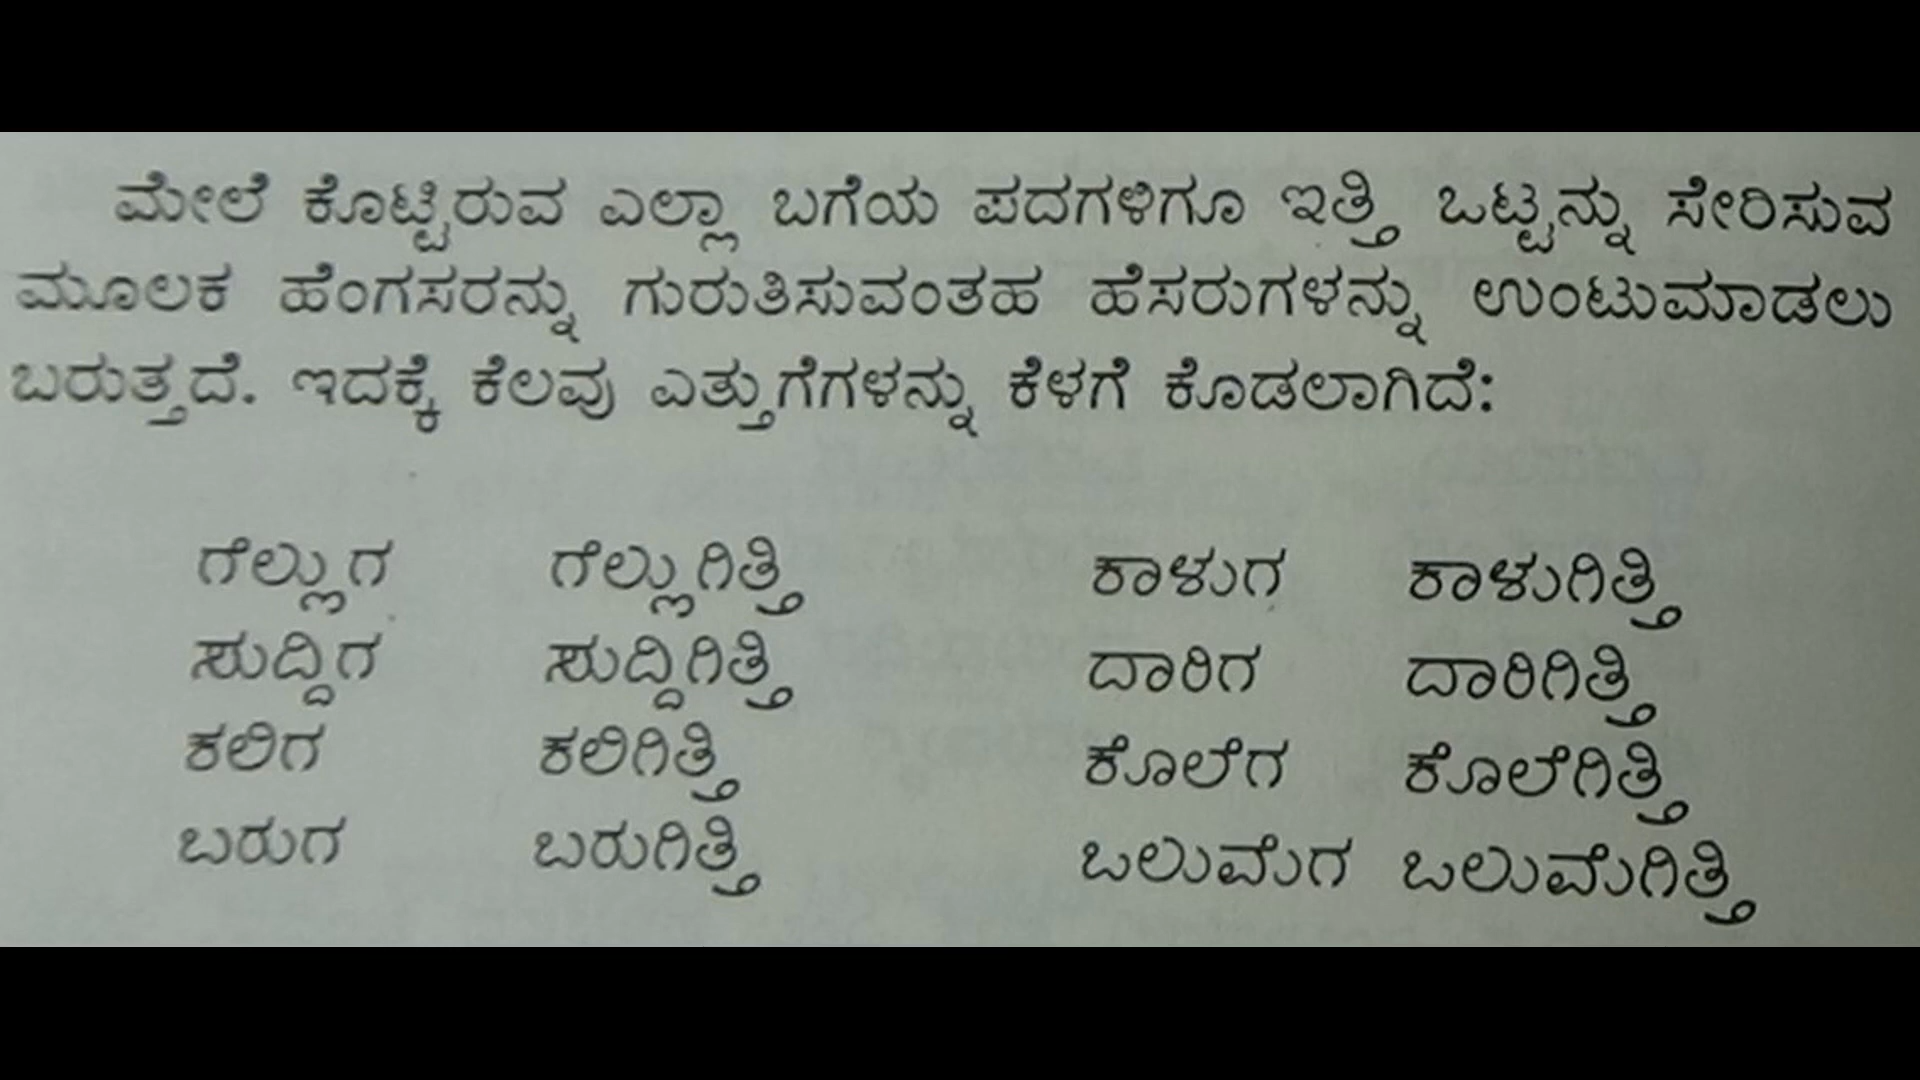 ಮೇಲೆ ಕೊಟ್ಟಿರುವ ಎಲ್ಲಾ ಬಗೆಯ ಪದಗಳಿಗೂ ಇತ್ತಿ ಒಟ್ಟನ್ನು ಸೇರಿಸುವ
ಮೂಲಕ ಹೆಂಗಸರನ್ನು ಗುರುತಿಸುವಂತಹ ಹೆಸರುಗಳನ್ನು ಉಂಟುಮಾಡಲು
ಬರುತ್ತದೆ. ಇದಕ್ಕೆ ಕೆಲವು ಎತ್ತುಗೆಗಳನ್ನು ಕೆಳಗೆ ಕೊಡಲಾಗಿದೆ:
ಗೆಲ್ಲುಗ ಗೆಲ್ಲುಗಿತ್ತಿ ಕಾಳುಗ ಕಾಳುಗಿತ್ತಿ
ಸುದ್ದಿಗ ಸುದ್ದಿಗಿತ್ತಿ ದಾರಿಗ ದಾರಿಗಿತ್ತಿ
ಕಲಿಗ ಕಲಿಗಿತ್ತಿ ಕೊಲೆಗ ಕೊಲೆಗಿತ್ತಿ
ಬರುಗ ಬರುಗಿತ್ತಿ ಒಲುಮೆಗ ಒಲುಮೆಗಿತ್ತಿ